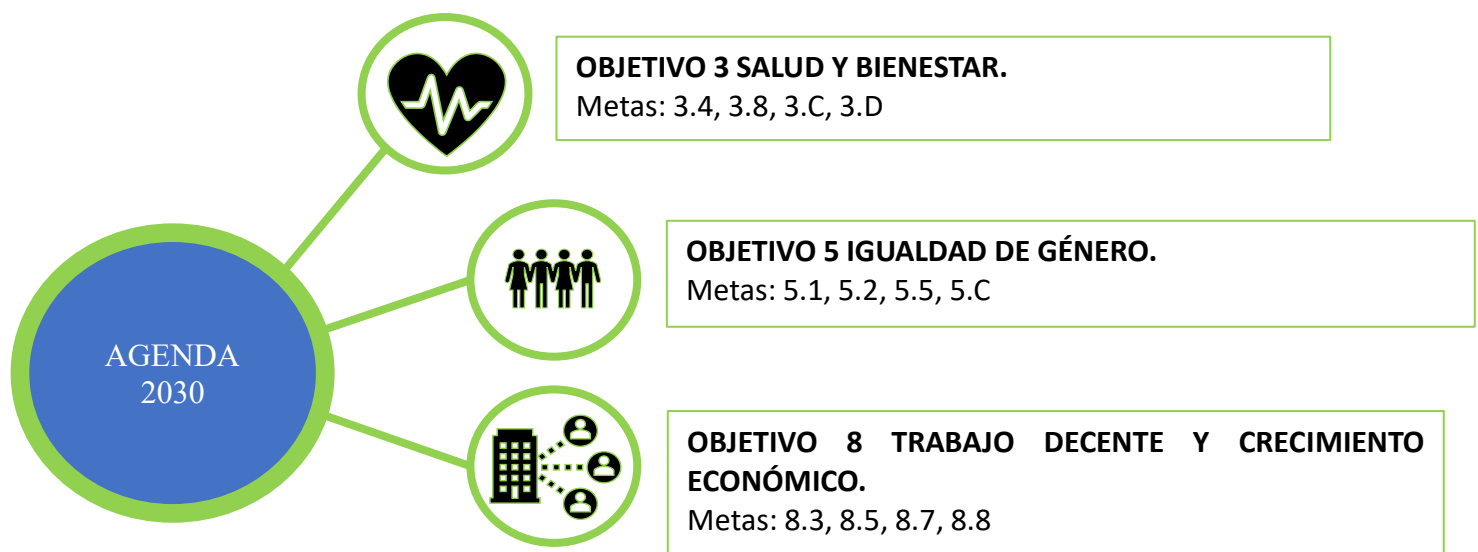 OBJETIVO 3 SALUD Y BIENESTAR.
Metas: 3.4, 3.8, 3.C, 3.D
OBJETIVO 5 IGUALDAD DE GÉNERO.
Metas: 5.1, 5.2, 5.5, 5.C
AGENDA
2030
OBJETIVO 8 TRABAJO DECENTE Y CRECIMIENTO
ECONÓMICO.
Metas: 8.3, 8.5, 8.7, 8.8